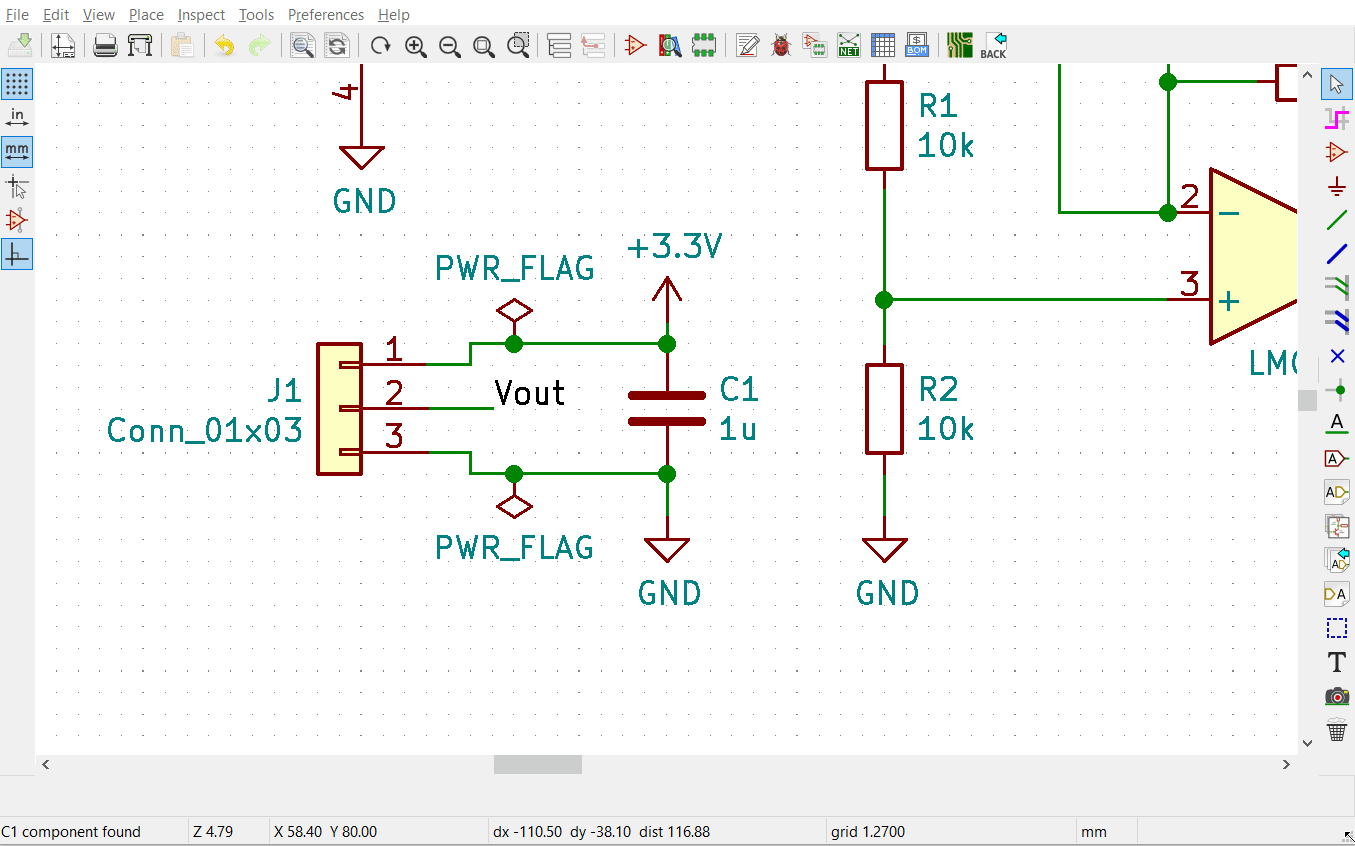 File Edit View Place Inspect Tools Preferences Help
NET
$
BOM
BACK
in
mm
4
GND
R1
10k
2
−
3
+
+3.3V
PWR_FLAG
1
J1
2
Vout
C1
R2
Conn_01x03
3
1u
10k
PWR_FLAG
GND
GND
A
A
AD
AD
DA
T
C1 component found Z 4.79 X 58.40 Y 80.00 dx -110.50 dy -38.10 dist 116.88 grid 1.2700 mm